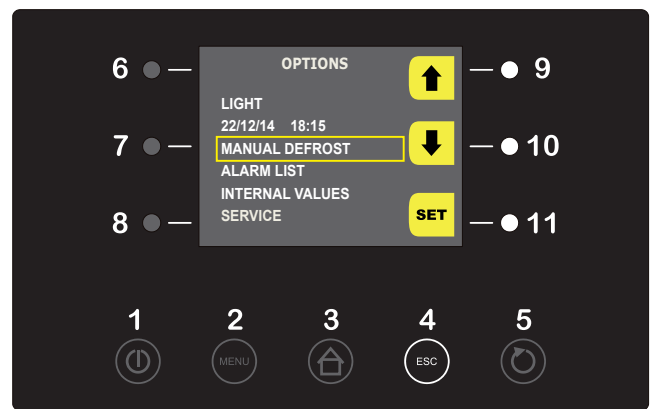 OPTIONS
6
9
LIGHT
22/12/14 18:15
7
MANUAL DEFROST
10
ALARM LIST
INTERNAL VALUES
8
SERVICE
SET
11
1
2
3
4
5
MENU
ESC